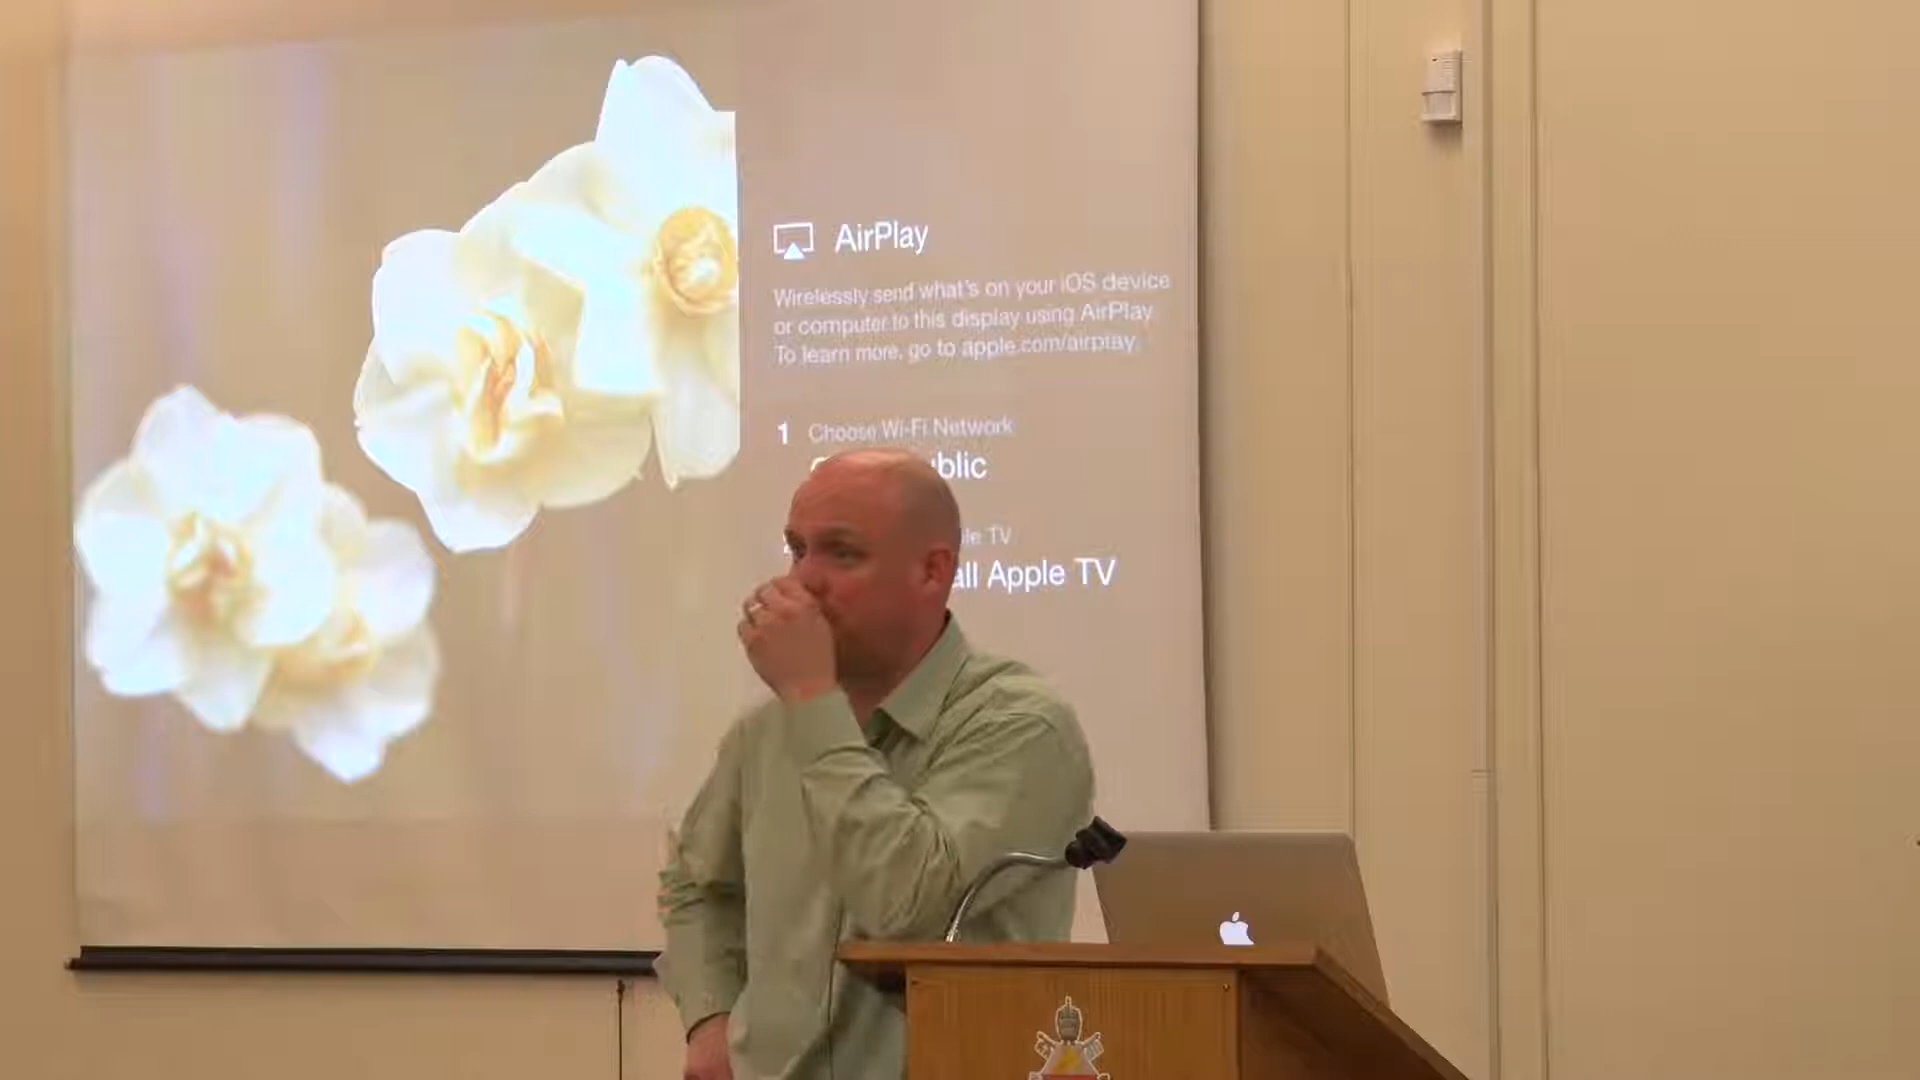 AirPlay
Wirelessly send what's on your iOS device
or computer to this display using AirPlay.
To learn more, go to apple.com/airplay.
1 Choose Wi-Fi Network
TV
Apple TV